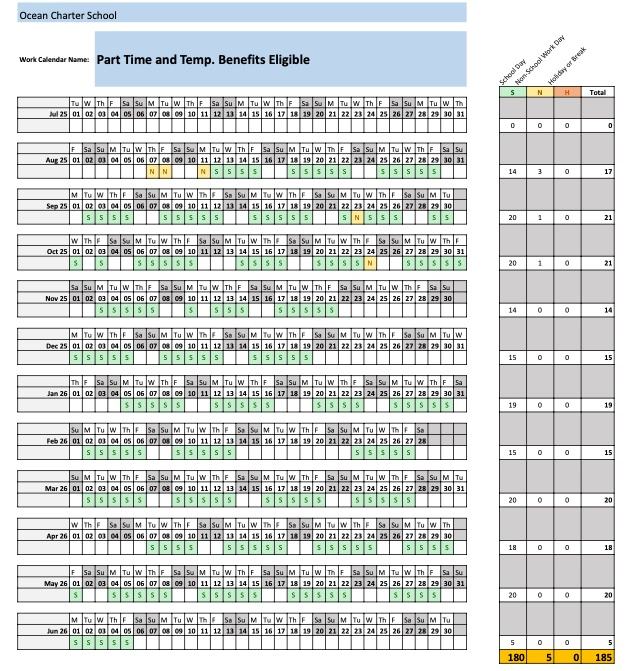 Ocean Charter School
Work Calendar Name: Part Time and Temp. Benefits Eligible
School Day
Non-School Work Day
Holiday or Break
S N H Total
Tu W Th F Sa Su M Tu W Th F Sa Su M Tu W Th F Sa Su M Tu W Th F Sa Su M Tu W Th
Jul 25 01 02 03 04 05 06 07 08 09 10 11 12 13 14 15 16 17 18 19 20 21 22 23 24 25 26 27 28 29 30 31
0 0 0 0
F Sa Su M Tu W Th F Sa Su M Tu W Th F Sa Su M Tu W Th F Sa Su M Tu W Th F Sa Su
Aug 25 01 02 03 04 05 06 07 08 09 10 11 12 13 14 15 16 17 18 19 20 21 22 23 24 25 26 27 28 29 30 31
N N N S S S S S S S S S S S S S S 14 3 0 17
M Tu W Th F Sa Su M Tu W Th F Sa Su M Tu W Th F Sa Su M Tu W Th F Sa Su M Tu
Sep 25 01 02 03 04 05 06 07 08 09 10 11 12 13 14 15 16 17 18 19 20 21 22 23 24 25 26 27 28 29 30
S S S S S S S S S S S S S S S N S S S S S 20 1 0 21
W Th F Sa Su M Tu W Th F Sa Su M Tu W Th F Sa Su M Tu W Th F Sa Su M Tu W Th F
Oct 25 01 02 03 04 05 06 07 08 09 10 11 12 13 14 15 16 17 18 19 20 21 22 23 24 25 26 27 28 29 30 31
S S S S S S S S S S S S S S S N S S S S S 20 1 0 21
Sa Su M Tu W Th F Sa Su M Tu W Th F Sa Su M Tu W Th F Sa Su M Tu W Th F Sa Su
Nov 25 01 02 03 04 05 06 07 08 09 10 11 12 13 14 15 16 17 18 19 20 21 22 23 24 25 26 27 28 29 30
S S S S S S S S S S S S S S 14 0 0 14
M Tu W Th F Sa Su M Tu W Th F Sa Su M Tu W Th F Sa Su M Tu W Th F Sa Su M Tu W
Dec 25 01 02 03 04 05 06 07 08 09 10 11 12 13 14 15 16 17 18 19 20 21 22 23 24 25 26 27 28 29 30 31
S S S S S S S S S S S S S S S 15 0 0 15
Th F Sa Su M Tu W Th F Sa Su M Tu W Th F Sa Su M Tu W Th F Sa Su M Tu W Th F Sa
Jan 26 01 02 03 04 05 06 07 08 09 10 11 12 13 14 15 16 17 18 19 20 21 22 23 24 25 26 27 28 29 30 31
S S S S S S S S S S S S S S S S S S S 19 0 0 19
Su M Tu W Th F Sa Su M Tu W Th F Sa Su M Tu W Th F Sa Su M Tu W Th F Sa
Feb 26 01 02 03 04 05 06 07 08 09 10 11 12 13 14 15 16 17 18 19 20 21 22 23 24 25 26 27 28
S S S S S S S S S S S S S S S 15 0 0 15
Su M Tu W Th F Sa Su M Tu W Th F Sa Su M Tu W Th F Sa Su M Tu W Th F Sa Su M Tu
Mar 26 01 02 03 04 05 06 07 08 09 10 11 12 13 14 15 16 17 18 19 20 21 22 23 24 25 26 27 28 29 30 31
S S S S S S S S S S S S S S S S S S S S 20 0 0 20
W Th F Sa Su M Tu W Th F Sa Su M Tu W Th F Sa Su M Tu W Th F Sa Su M Tu W Th
Apr 26 01 02 03 04 05 06 07 08 09 10 11 12 13 14 15 16 17 18 19 20 21 22 23 24 25 26 27 28 29 30
S S S S S S S S S S S S S S S S S S 18 0 0 18
F Sa Su M Tu W Th F Sa Su M Tu W Th F Sa Su M Tu W Th F Sa Su M Tu W Th F Sa Su
May 26 01 02 03 04 05 06 07 08 09 10 11 12 13 14 15 16 17 18 19 20 21 22 23 24 25 26 27 28 29 30 31
S S S S S S S S S S S S S S S S S S S S 20 0 0 20
M Tu W Th F Sa Su M Tu W Th F Sa Su M Tu W Th F Sa Su M Tu W Th F Sa Su M Tu
Jun 26 01 02 03 04 05 06 07 08 09 10 11 12 13 14 15 16 17 18 19 20 21 22 23 24 25 26 27 28 29 30
S S S S S 5 0 0 5
180 5 0 185